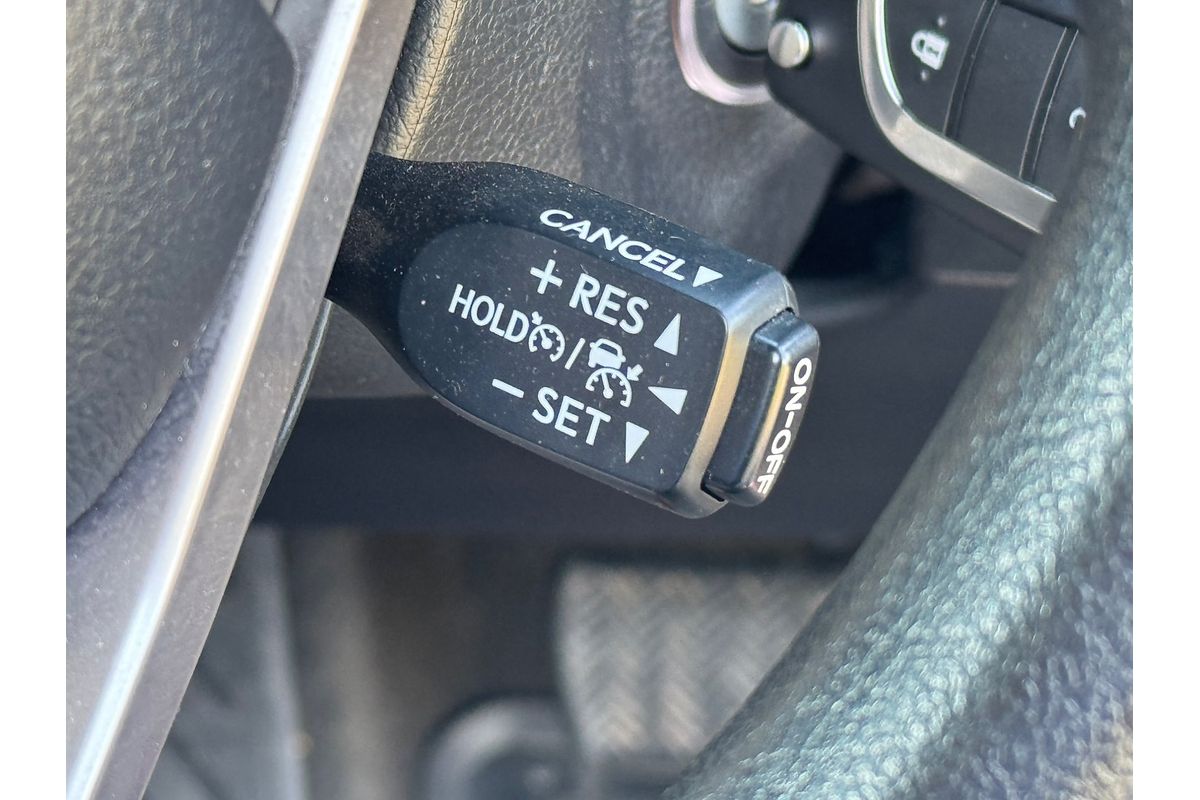 CANCEL
+ RES
HOLD /
− SET
ON-OFF